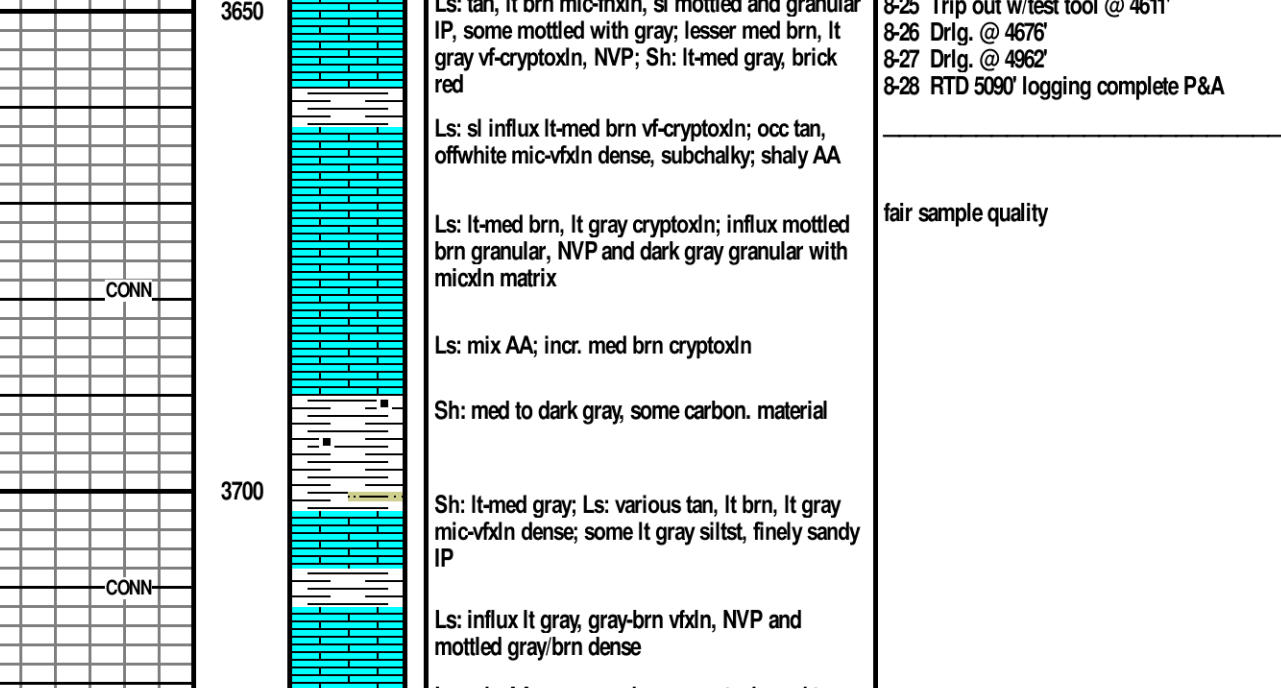 3650
CONN
3700
CONN
Ls: tan, lt brn mic-fnxln, sl mottled and granular
IP, some mottled with gray; lesser med brn, lt
gray vf-cryptoxln, NVP; Sh: lt-med gray, brick
red
Ls: sl influx lt-med brn vf-cryptoxln; occ tan,
offwhite mic-vfxln dense, subchalky; shaly AA
Ls: lt-med brn, lt gray cryptoxln; influx mottled
brn granular, NVP and dark gray granular with
micxln matrix
Ls: mix AA; incr. med brn cryptoxln
Sh: med to dark gray, some carbon. material
Sh: lt-med gray; Ls: various tan, lt brn, lt gray
mic-vfxln dense; some lt gray siltst, finely sandy
IP
Ls: influx lt gray, gray-brn vfxln, NVP and
mottled gray/brn dense
8-25 Trip out w/test tool @ 4611'
8-26 Drlg. @ 4676'
8-27 Drlg. @ 4962'
8-28 RTD 5090' logging complete P&A
fair sample quality